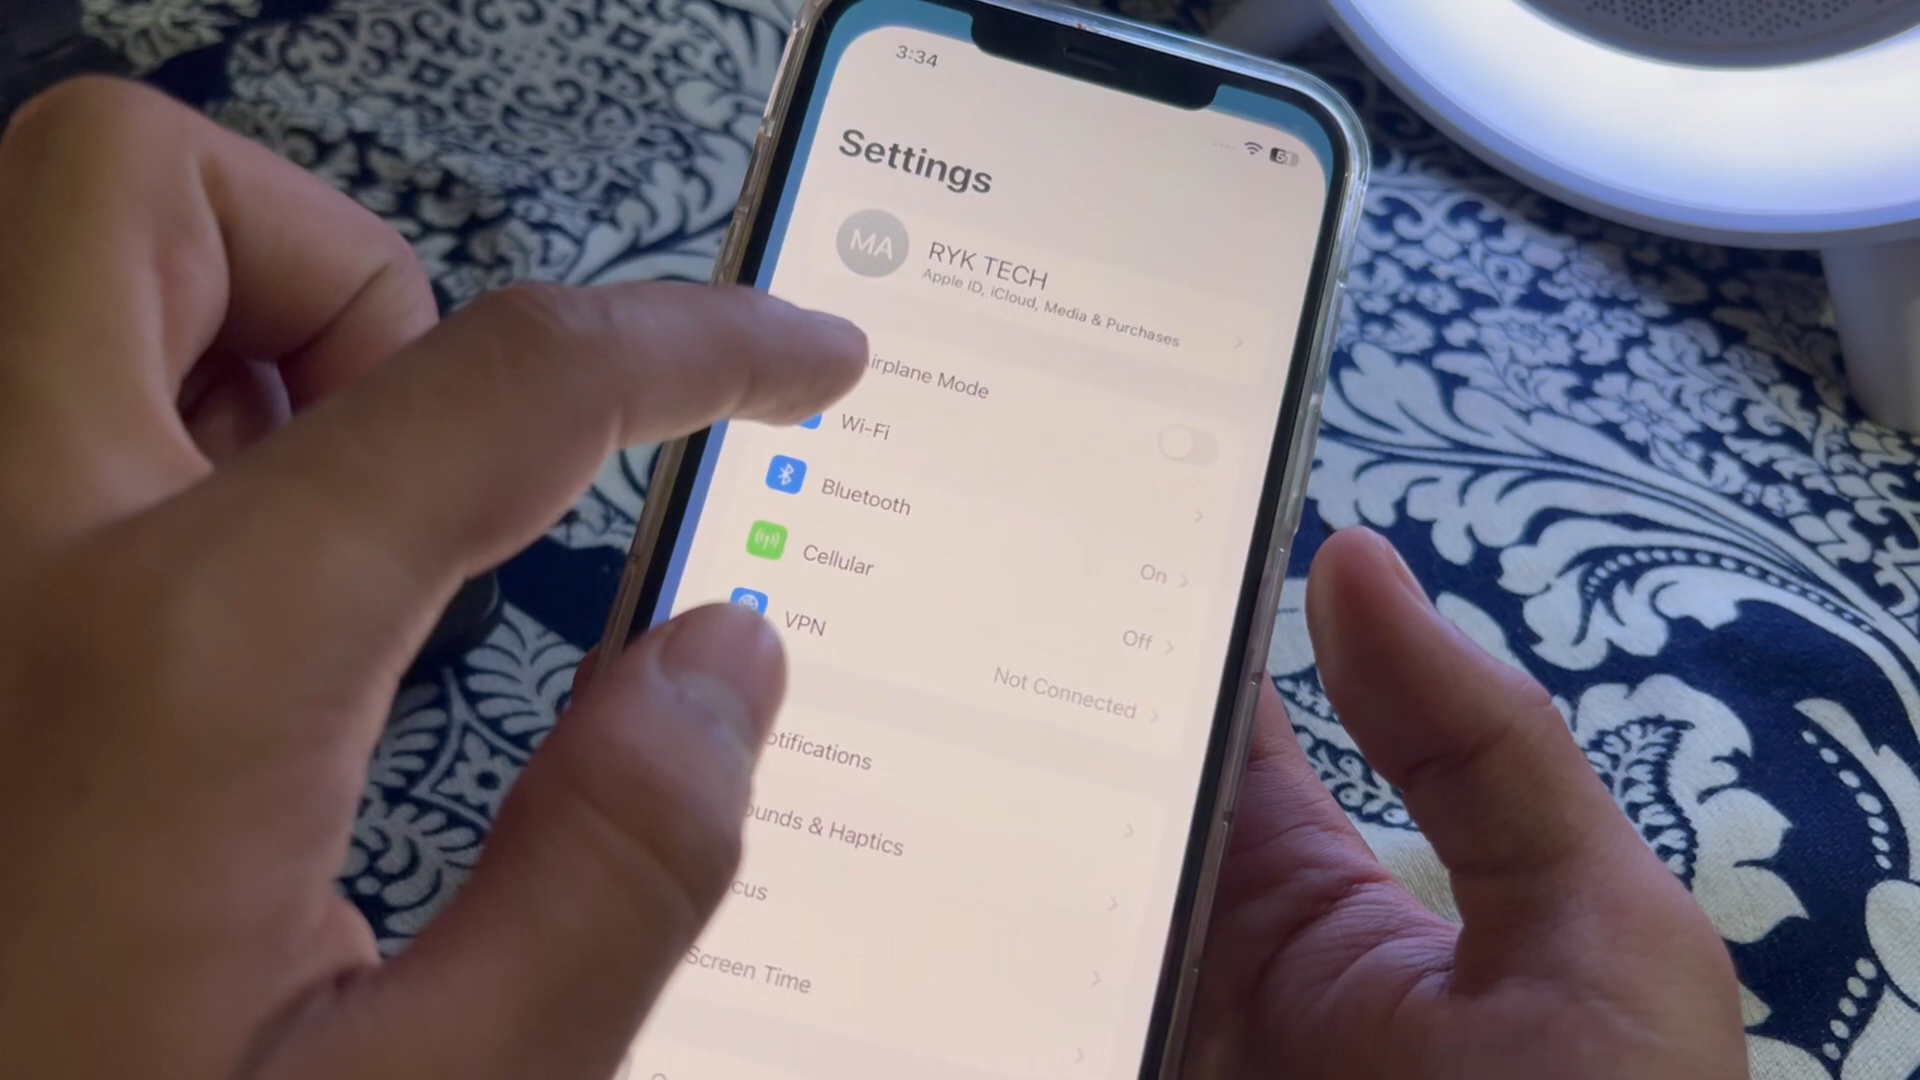 3:34
61
Settings
MA
RYK TECH
Apple ID, iCloud, Media & Purchases
irplane Mode
Wi-Fi
Bluetooth
On
Cellular
Off
VPN
Not Connected
otifications
ounds & Haptics
cus
Screen Time